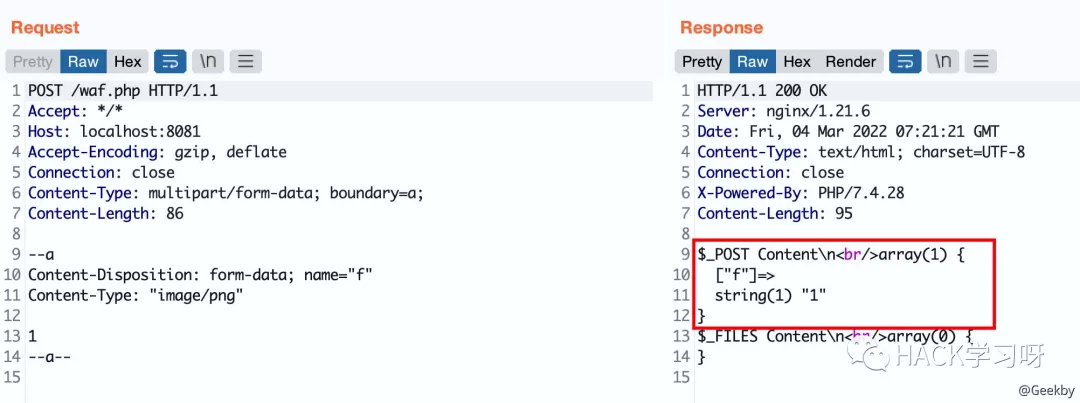 Request
Pretty Raw Hex \n
1 POST /waf.php HTTP/1.1
2 Accept: */*
3 Host: localhost:8081
4 Accept-Encoding: gzip, deflate
5 Connection: close
6 Content-Type: multipart/form-data; boundary=a;
7 Content-Length: 86
8
9 --a
10 Content-Disposition: form-data; name="f"
11 Content-Type: "image/png"
12
13 1
14 --a--
15
Response
Pretty Raw Hex Render \n
1 HTTP/1.1 200 OK
2 Server: nginx/1.21.6
3 Date: Fri, 04 Mar 2022 07:21:21 GMT
4 Content-Type: text/html; charset=UTF-8
5 Connection: close
6 X-Powered-By: PHP/7.4.28
7 Content-Length: 95
8
9 $_POST Content\n<br/>array(1) {
10 ["f"]=>
11 string(1) "1"
12 }
13 $_FILES Content\n<br/>array(0) {
14 }
15
HACK学习呀
@Geekby